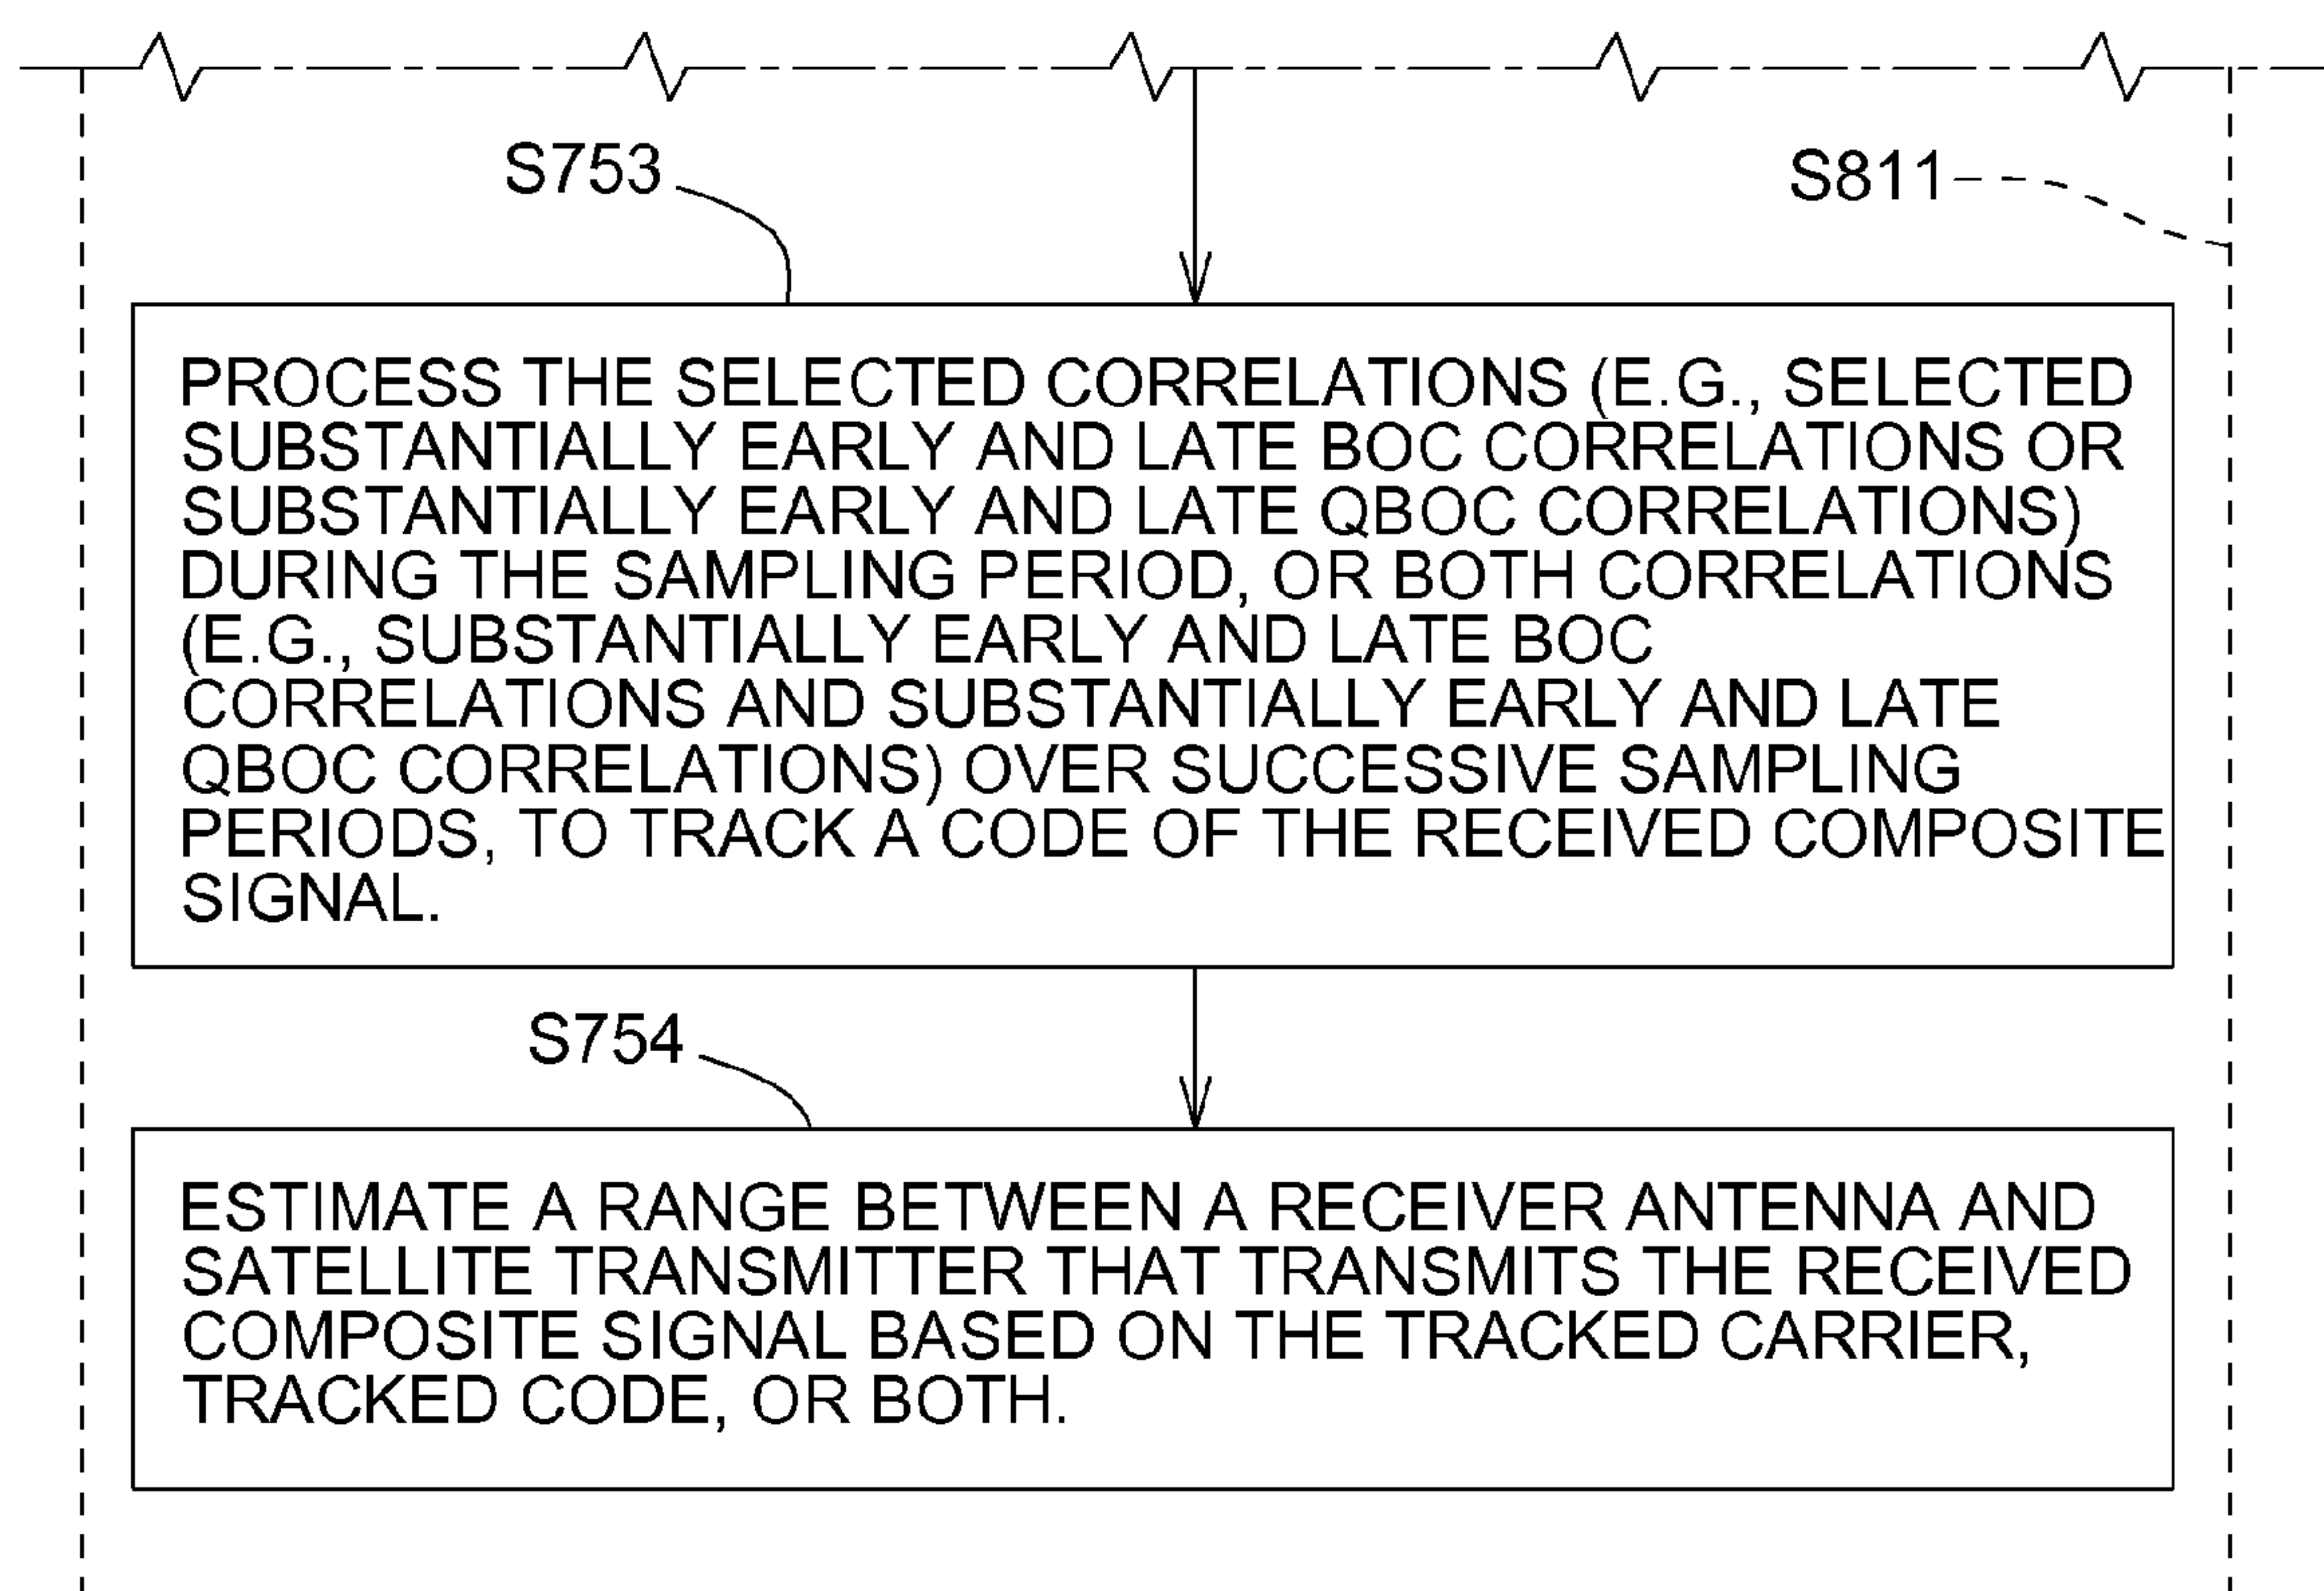 S753
S811
PROCESS THE SELECTED CORRELATIONS (E.G., SELECTED
SUBSTANTIALLY EARLY AND LATE BOC CORRELATIONS OR
SUBSTANTIALLY EARLY AND LATE QBOC CORRELATIONS)
DURING THE SAMPLING PERIOD, OR BOTH CORRELATIONS
(E.G., SUBSTANTIALLY EARLY AND LATE BOC
CORRELATIONS AND SUBSTANTIALLY EARLY AND LATE
QBOC CORRELATIONS) OVER SUCCESSIVE SAMPLING
PERIODS, TO TRACK A CODE OF THE RECEIVED COMPOSITE
SIGNAL.
S754
ESTIMATE A RANGE BETWEEN A RECEIVER ANTENNA AND
SATELLITE TRANSMITTER THAT TRANSMITS THE RECEIVED
COMPOSITE SIGNAL BASED ON THE TRACKED CARRIER,
TRACKED CODE, OR BOTH.